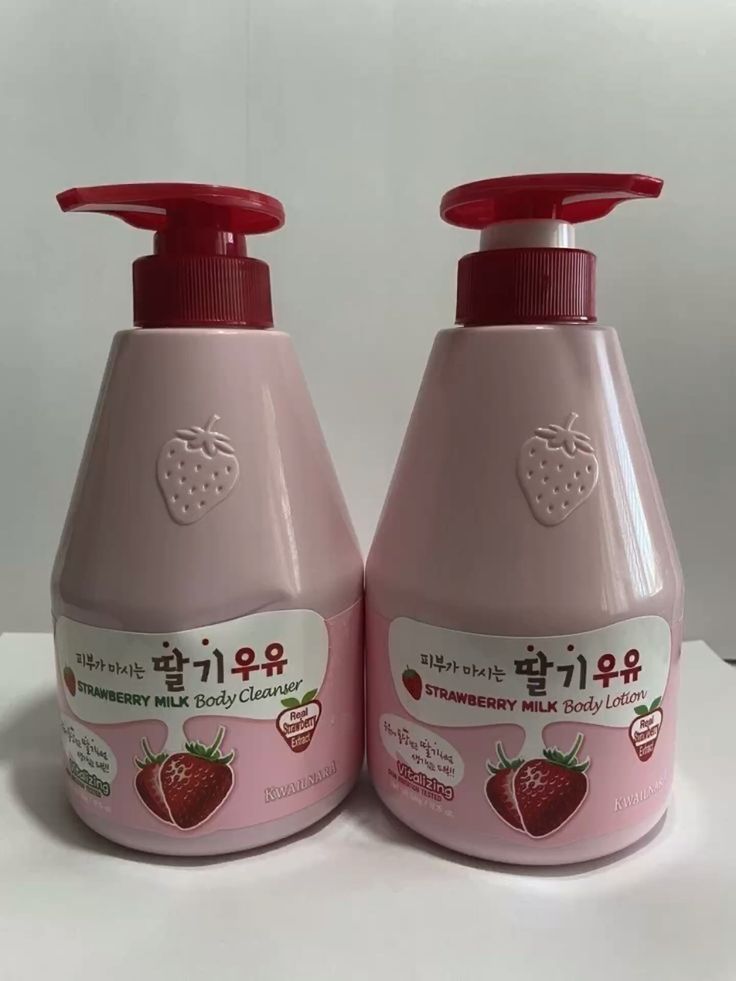 피부가 마시는 딸기우유
STRAWBERRY MILK Body Cleanser
Real
Strawberry
Extract
Vitalizing
KWAILNARA
피부가 마시는 딸기우유
STRAWBERRY MILK Body Lotion
Real
Strawberry
Extract
Vitalizing
KWAILNARA